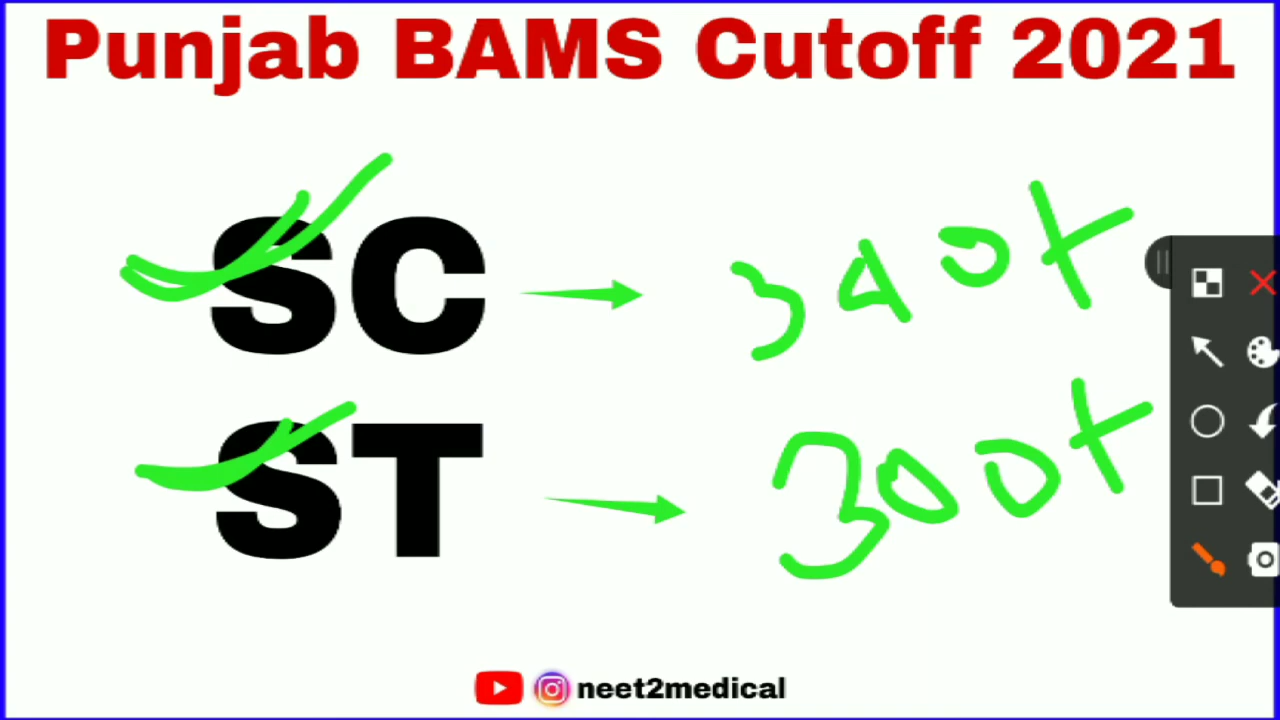 Punjab BAMS Cutoff 2021
SC → 340+
ST → 300+
neet2medical